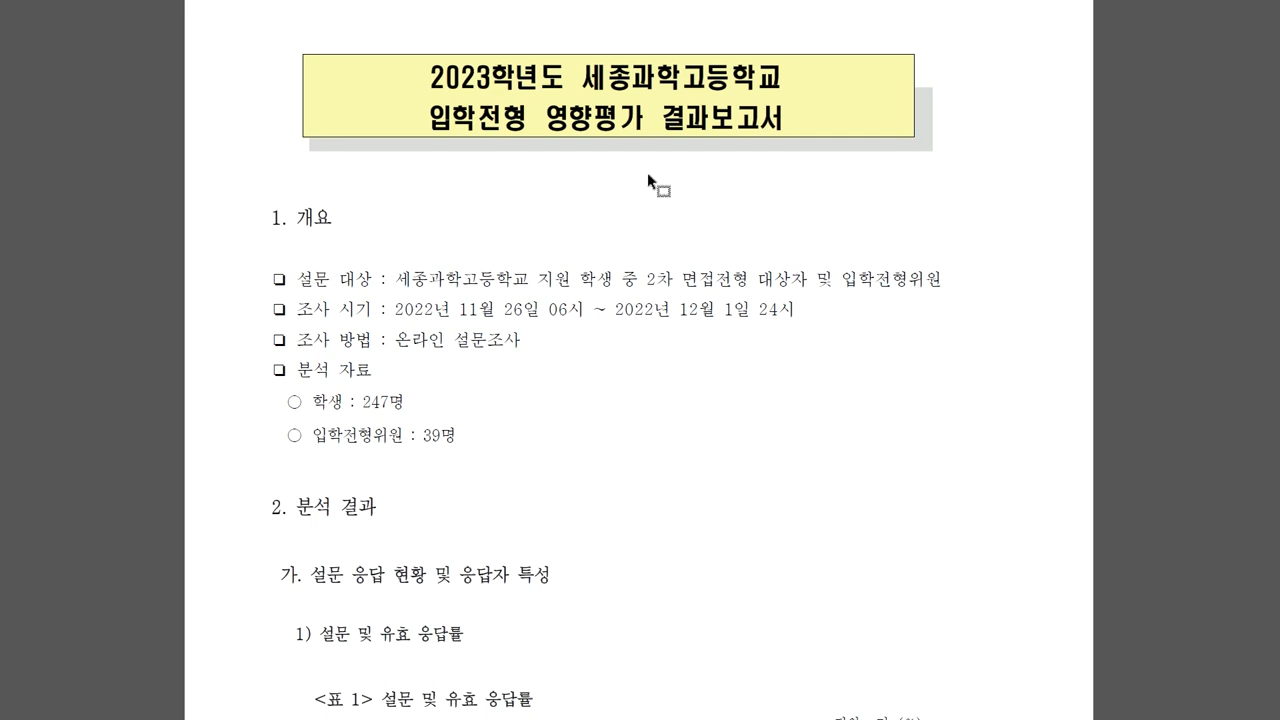 2023학년도 세종과학고등학교
입학전형 영향평가 결과보고서
1. 개요
❏ 설문 대상 : 세종과학고등학교 지원 학생 중 2차 면접전형 대상자 및 입학전형위원
❏ 조사 시기 : 2022년 11월 26일 06시 ~ 2022년 12월 1일 24시
❏ 조사 방법 : 온라인 설문조사
❏ 분석 자료
○ 학생 : 247명
○ 입학전형위원 : 39명
2. 분석 결과
가. 설문 응답 현황 및 응답자 특성
1) 설문 및 유효 응답률
<표 1> 설문 및 유효 응답률